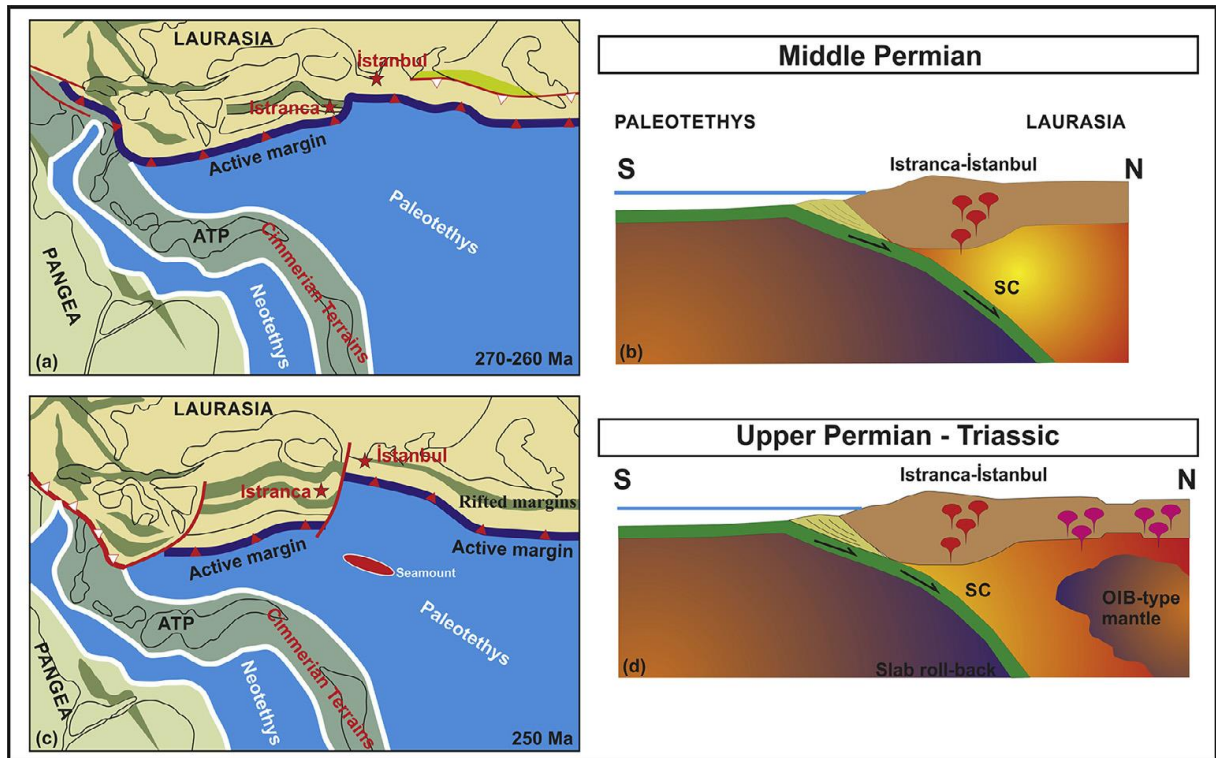 LAURASIA
İstanbul
İstranca
Active margin
Paleotethys
ATP
Cimmerian Terrains
Neotethys
PANGEA
(a)
270-260 Ma
Middle Permian
PALEOTETHYS
LAURASIA
Istranca-İstanbul
S
N
SC
(b)
LAURASIA
İstanbul
Istranca
Rifted margins
Active margin
Active margin
Seamount
Paleotethys
ATP
Cimmerian Terrains
Neotethys
PANGEA
(c)
250 Ma
Upper Permian - Triassic
Istranca-İstanbul
S
N
SC
OIB-type
mantle
Slab roll-back
(d)